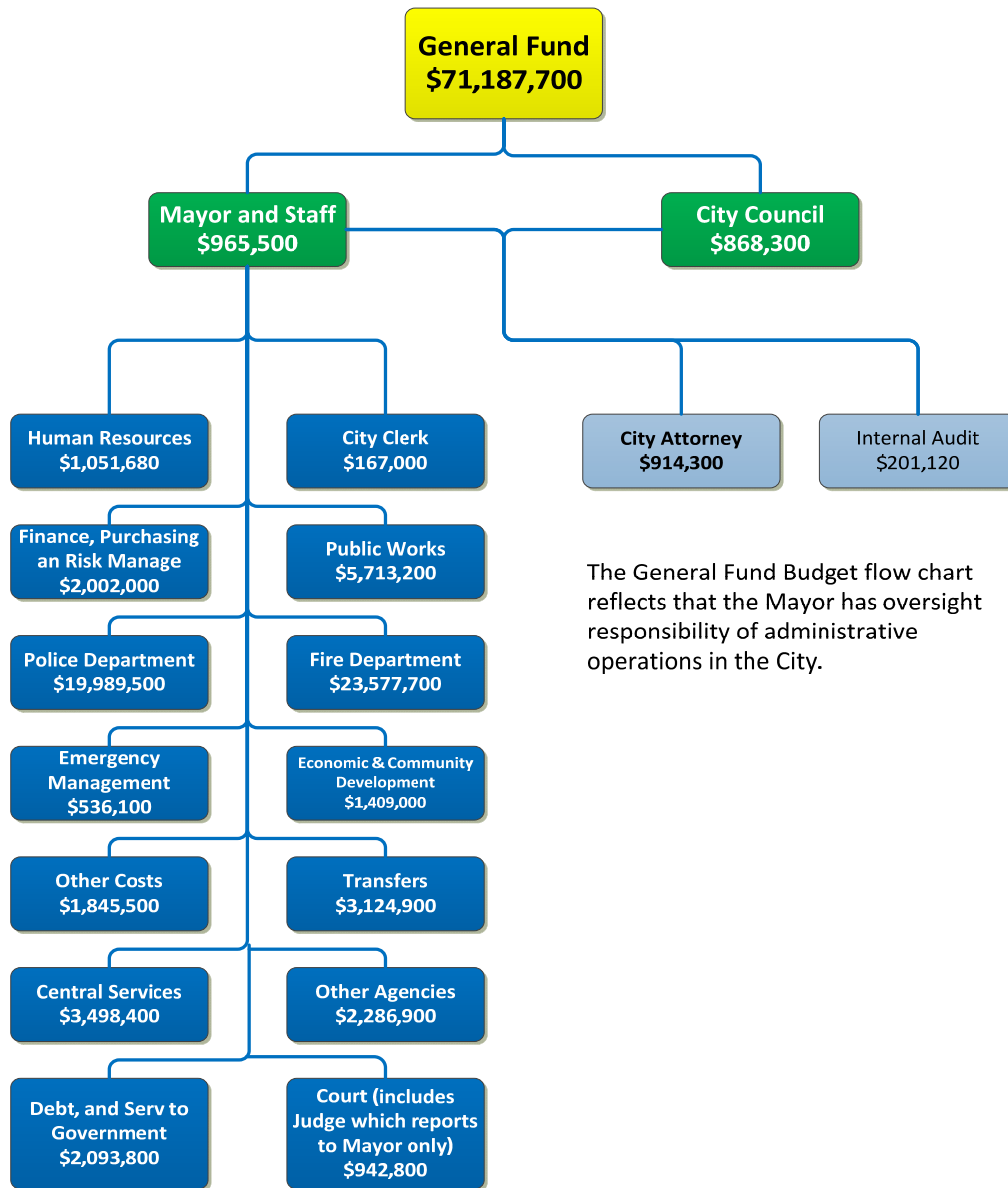 General Fund
$71,187,700
Mayor and Staff
$965,500
City Council
$868,300
Human Resources
$1,051,680
City Clerk
$167,000
City Attorney
$914,300
Internal Audit
$201,120
Finance, Purchasing
an Risk Manage
$2,002,000
Public Works
$5,713,200
The General Fund Budget flow chart
reflects that the Mayor has oversight
responsibility of administrative
operations in the City.
Police Department
$19,989,500
Fire Department
$23,577,700
Emergency
Management
$536,100
Economic & Community
Development
$1,409,000
Other Costs
$1,845,500
Transfers
$3,124,900
Central Services
$3,498,400
Other Agencies
$2,286,900
Debt, and Serv to
Government
$2,093,800
Court (includes
Judge which reports
to Mayor only)
$942,800